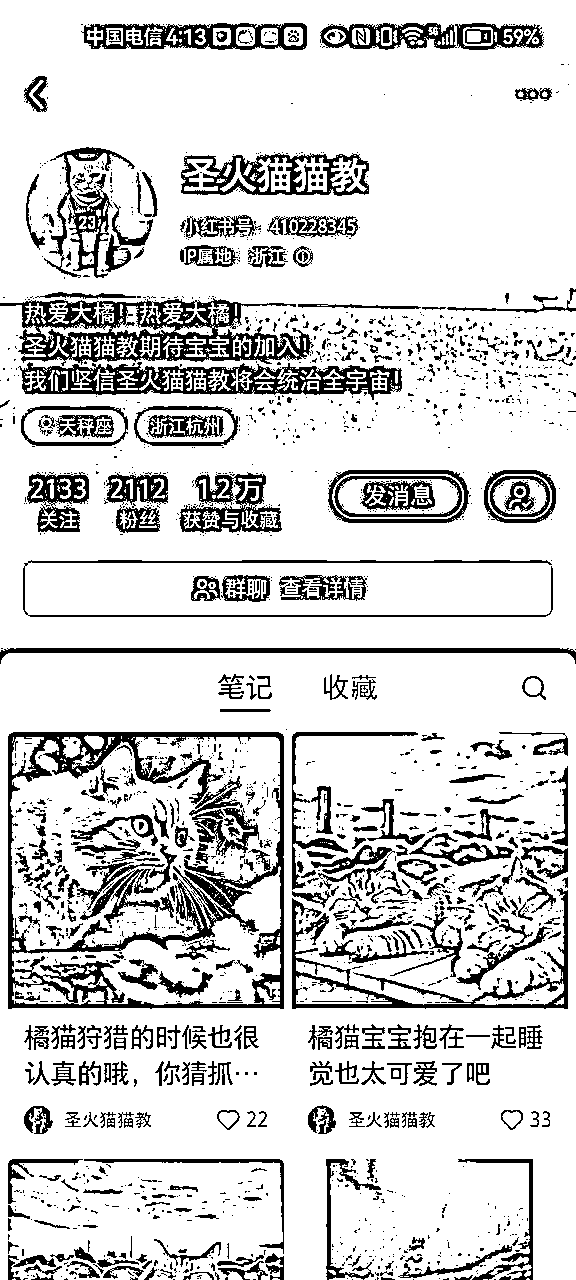 中国电信 4:13 59%
圣火猫猫教
小红书号：410228345
IP属地：浙江
热爱大橘！热爱大橘！
圣火猫猫教期待宝宝的加入！
我们坚信圣火猫猫教将会统治全宇宙！
天秤座 浙江杭州
2133 2112 1.2万
关注 粉丝 获赞与收藏 发消息
群聊 查看详情
笔记 收藏
橘猫狩猎的时候也很
认真的哦，你猜抓…
圣火猫猫教 22
橘猫宝宝抱在一起睡
觉也太可爱了吧
圣火猫猫教 33